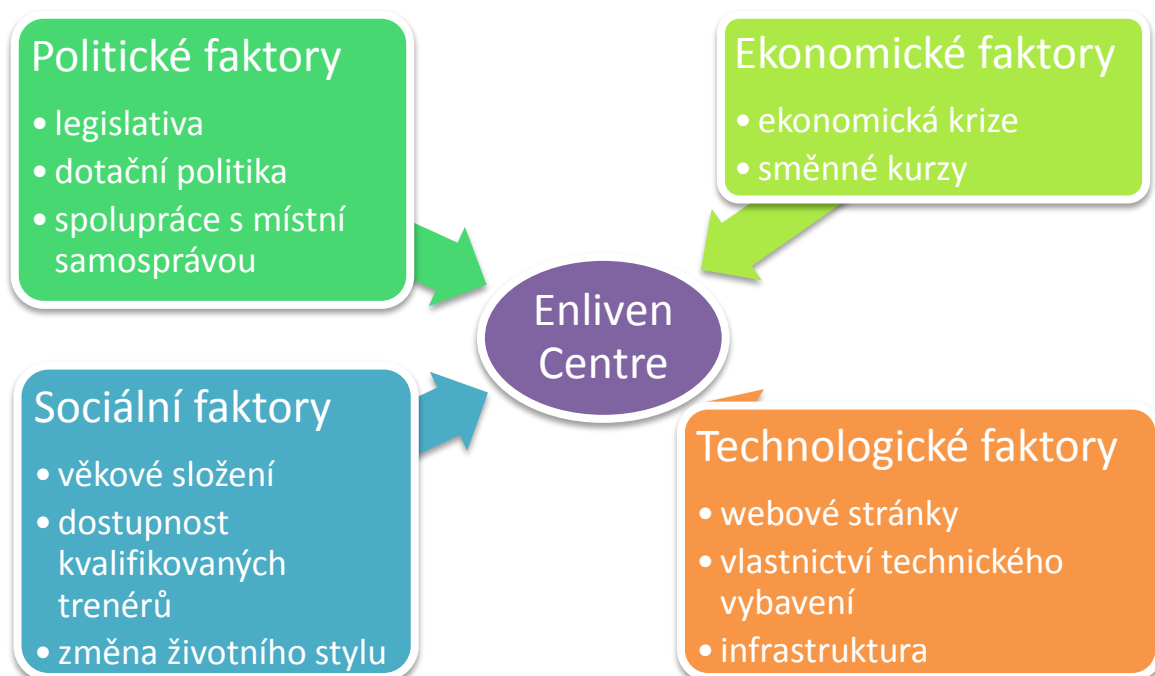 Politické faktory
• legislativa
• dotační politika
• spolupráce s místní
samosprávou
Ekonomické faktory
• ekonomická krize
• směnné kurzy
Enliven
Centre
Sociální faktory
• věkové složení
• dostupnost
kvalifikovaných
trenérů
• změna životního stylu
Technologické faktory
• webové stránky
• vlastnictví technického
vybavení
• infrastruktura